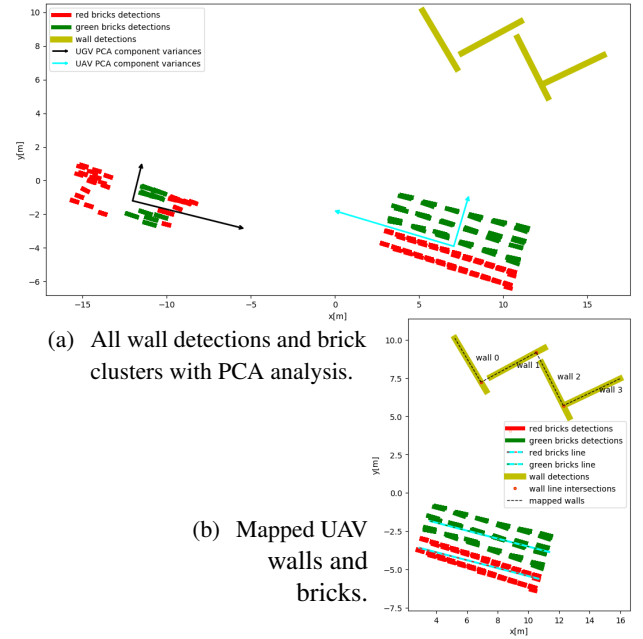 10
8
6
4
2
0
−2
−4
−6
y[m]
red bricks detections
green bricks detections
wall detections
UGV PCA component variances
UAV PCA component variances
−15
−10
−5
0
5
10
15
x[m]
(a) All wall detections and brick
clusters with PCA analysis.
10.0
7.5
5.0
2.5
0.0
−2.5
−5.0
−7.5
y[m]
wall 0
wall 1
wall 2
wall 3
red bricks detections
green bricks detections
red bricks line
green bricks line
wall detections
wall line intersections
mapped walls
4
6
8
10
12
14
16
x[m]
(b) Mapped UAV
walls and
bricks.